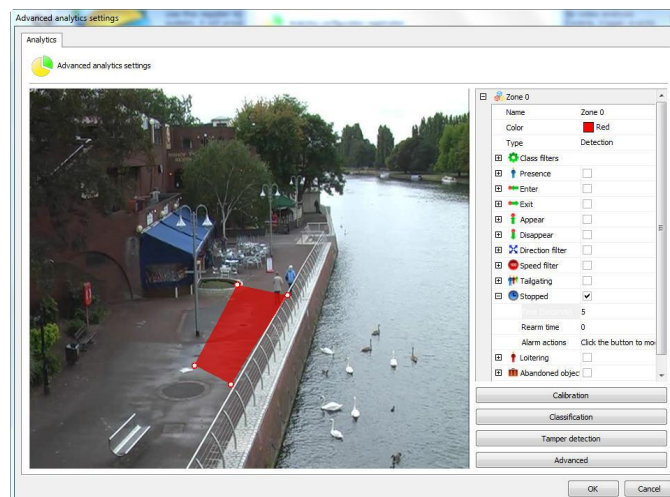 Advanced analytics settings
Analytics
Advanced analytics settings
Zone 0
Name Zone 0
Color Red
Type Detection
Class filters
Presence
Enter
Exit
Appear
Disappear
Direction filter
Speed filter
Tailgating
Stopped
5
Rearm time 0
Alarm actions Click the button to mo
Loitering
Abandoned objec
Calibration
Classification
Tamper detection
Advanced
OK Cancel